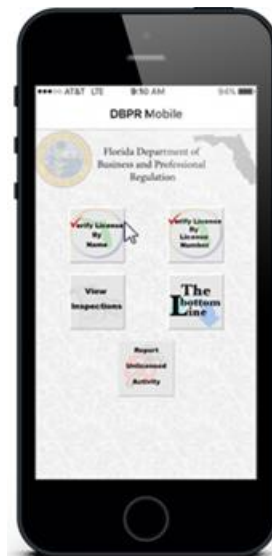 AT&T LTE 9:10 AM 94%
DBPR Mobile
Florida Department of
Business and Professional
Regulation
Verify License
By
Name
Verify License
By
License
Number
View
Inspections
The
bottom
Line
Report
Unlicensed
Activity